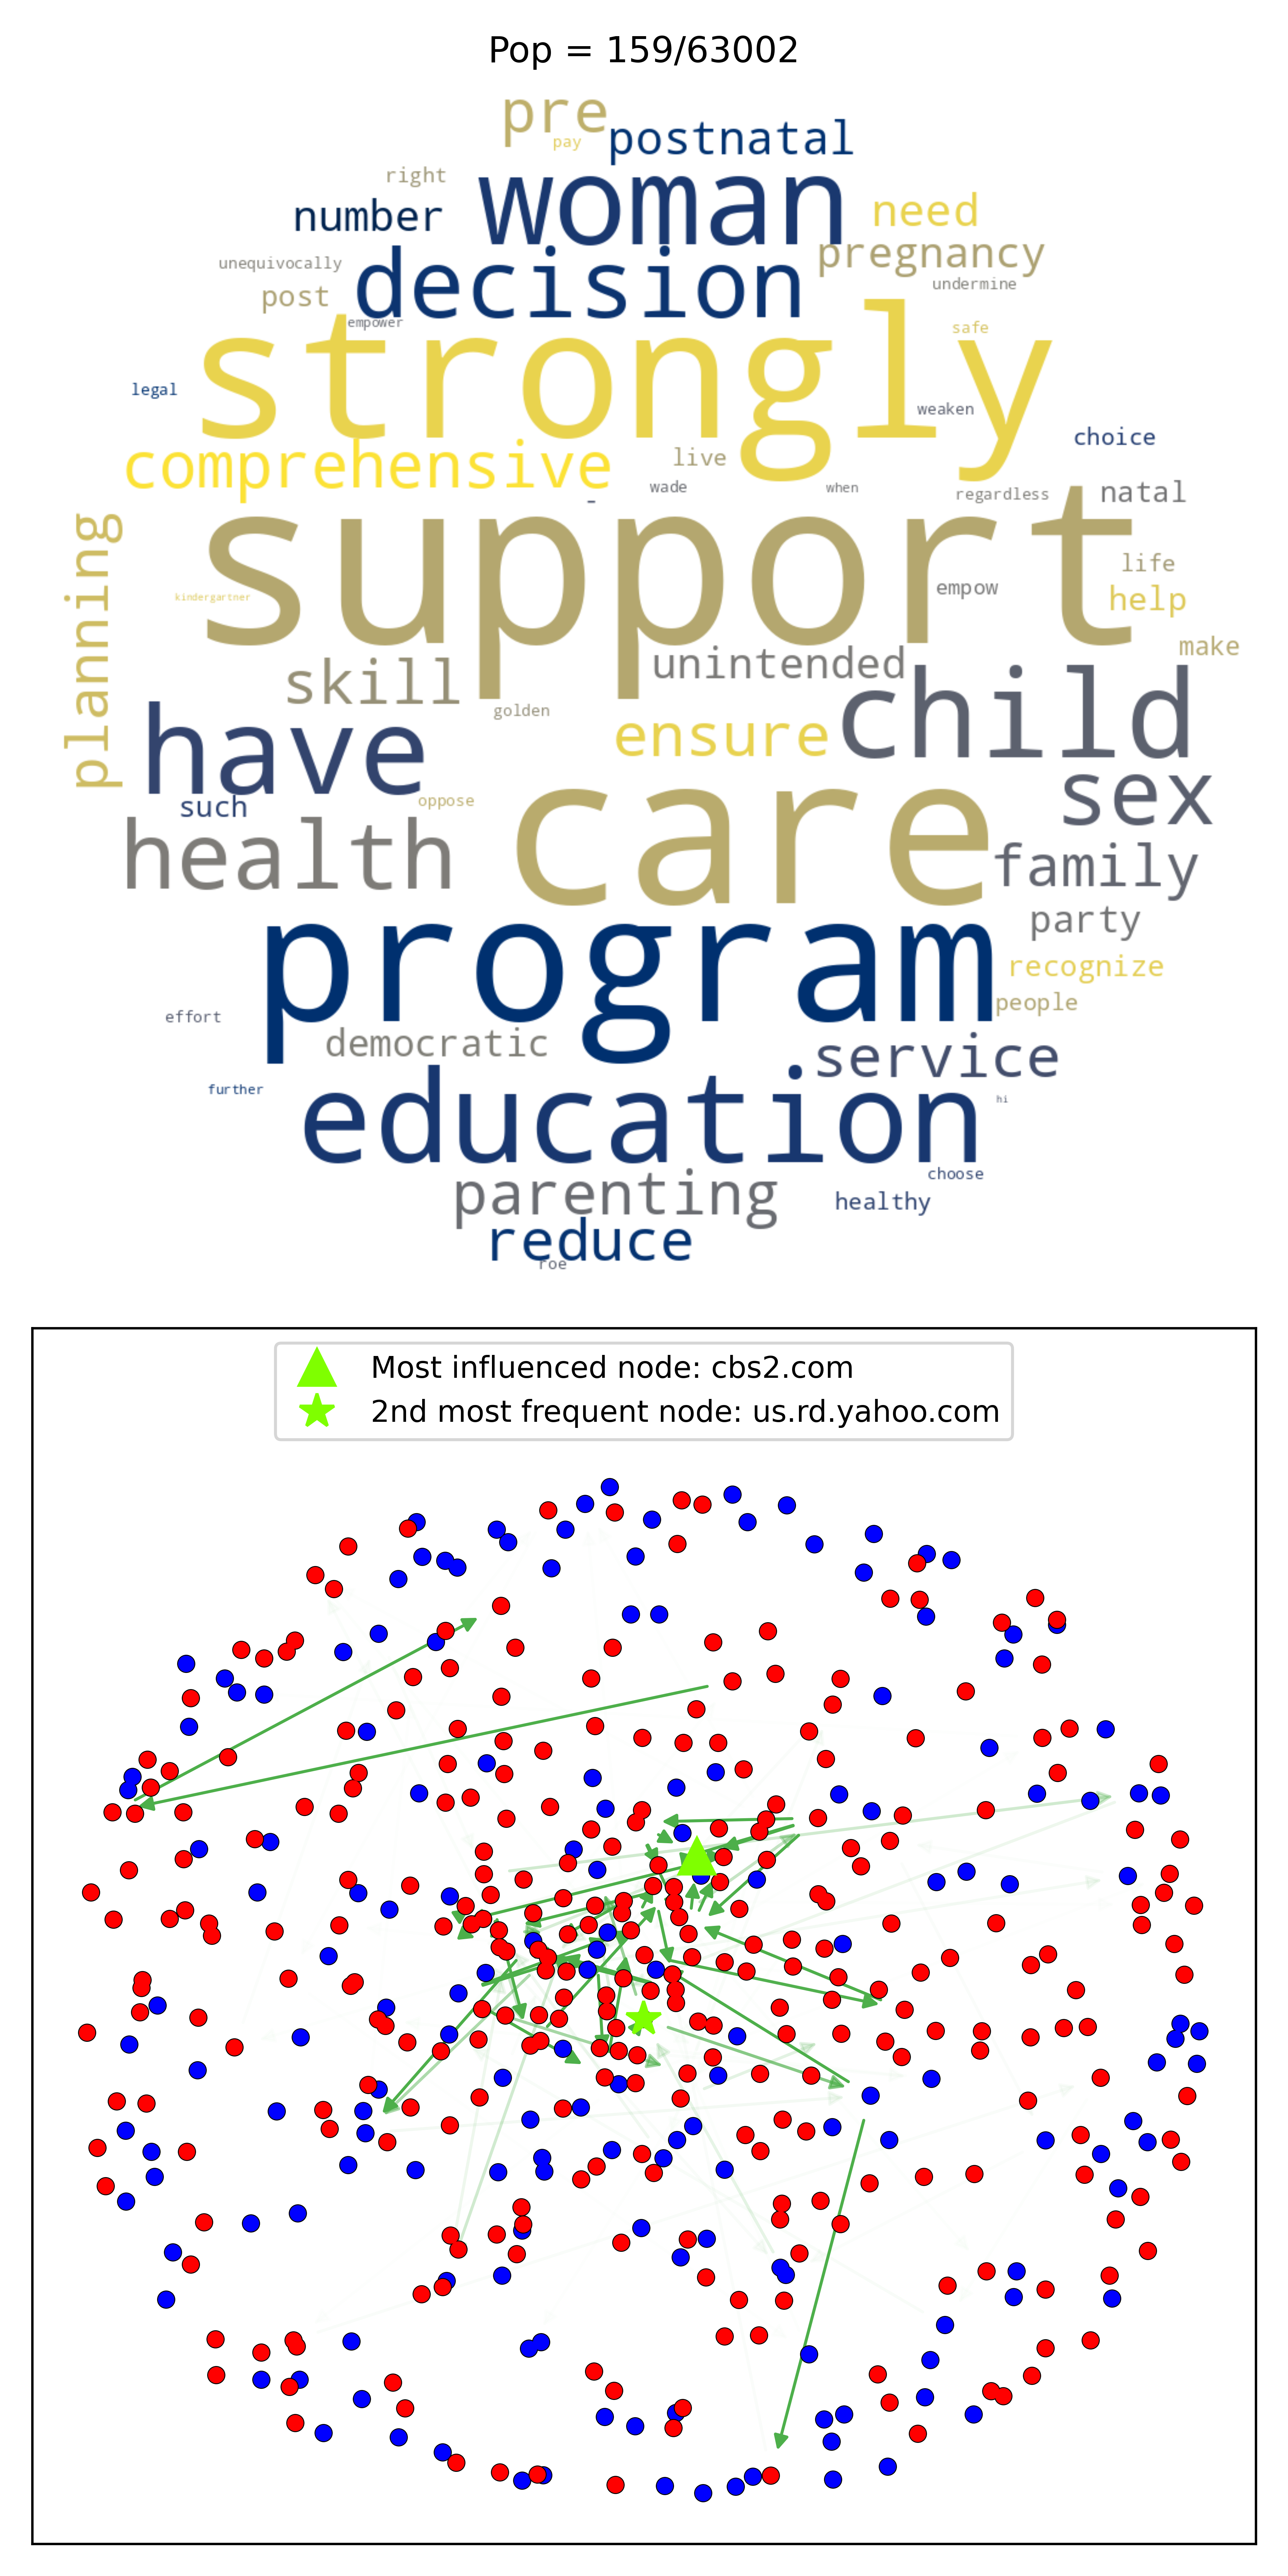 Pop = 159/63002
pre
pay
postnatal
right
woman
number
need
pregnancy
unequivocally
decision
undermine
post
empower
strongly
safe
legal
weaken
choice
comprehensive
live
wade
when
regardless
natal
-
support
planning
life
empow
help
kindergartner
make
unintended
skill
child
golden
ensure
have
sex
such
oppose
care
health
family
party
program
recognize
people
effort
democratic
service
further
education
hi
choose
parenting
healthy
reduce
roe
Most influenced node: cbs2.com
2nd most frequent node: us.rd.yahoo.com